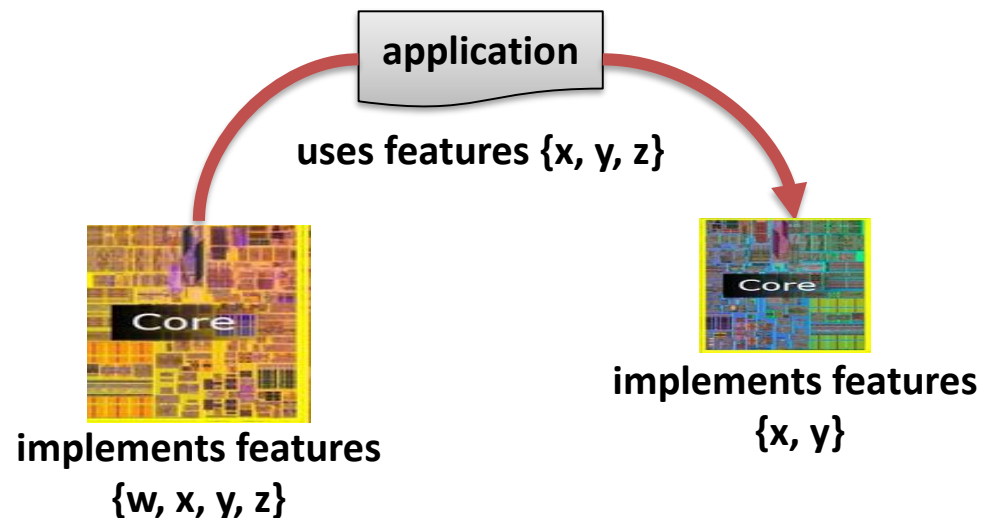 application
uses features {x, y, z}
Core
Core
implements features
{w, x, y, z}
implements features
{x, y}